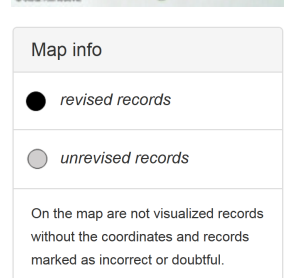 Map info
revised records
unrevised records
On the map are not visualized records
without the coordinates and records
marked as incorrect or doubtful.